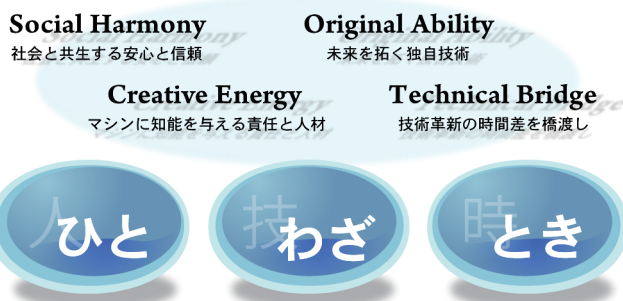 Social Harmony
社会と共生する安心と信頼
Original Ability
未来を拓く独自技術
Creative Energy
マシンに知能を与える責任と人材
Technical Bridge
技術革新の時間差を橋渡し
人 ひと
技 わざ
時 とき